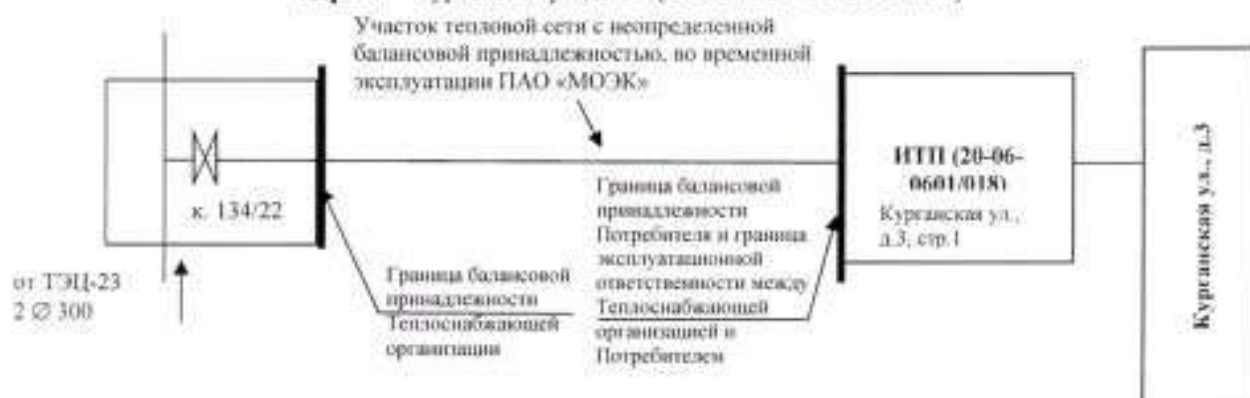 Участок тепловой сети с неопределенной
балансовой принадлежностью, во временной
эксплуатации ПАО «МОЭК»
к. 134/22
от ТЭЦ-23
2 ∅ 300
Граница балансовой
принадлежности
Теплоснабжающей
организации
Граница балансовой
принадлежности
Потребителя и граница
эксплуатационной
ответственности между
Теплоснабжающей
организацией и
Потребителем
ИТП (20-06-
0601/018)
Курганская ул.,
д.3, стр.1
Курганская ул., д.3